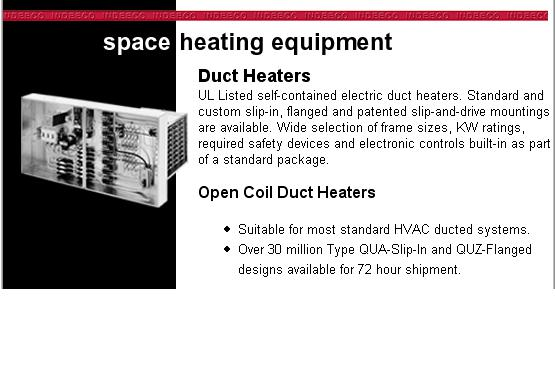 INDEECO INDEECO INDEECO INDEECO INDEECO INDEECO INDEECO INDEECO INDEECO INDEECO INDEECO
space heating equipment
Duct Heaters
UL Listed self-contained electric duct heaters. Standard and
custom slip-in, flanged and patented slip-and-drive mountings
are available. Wide selection of frame sizes, KW ratings,
required safety devices and electronic controls built-in as part
of a standard package.
Open Coil Duct Heaters
Suitable for most standard HVAC ducted systems.
Over 30 million Type QUA-Slip-In and QUZ-Flanged
designs available for 72 hour shipment.